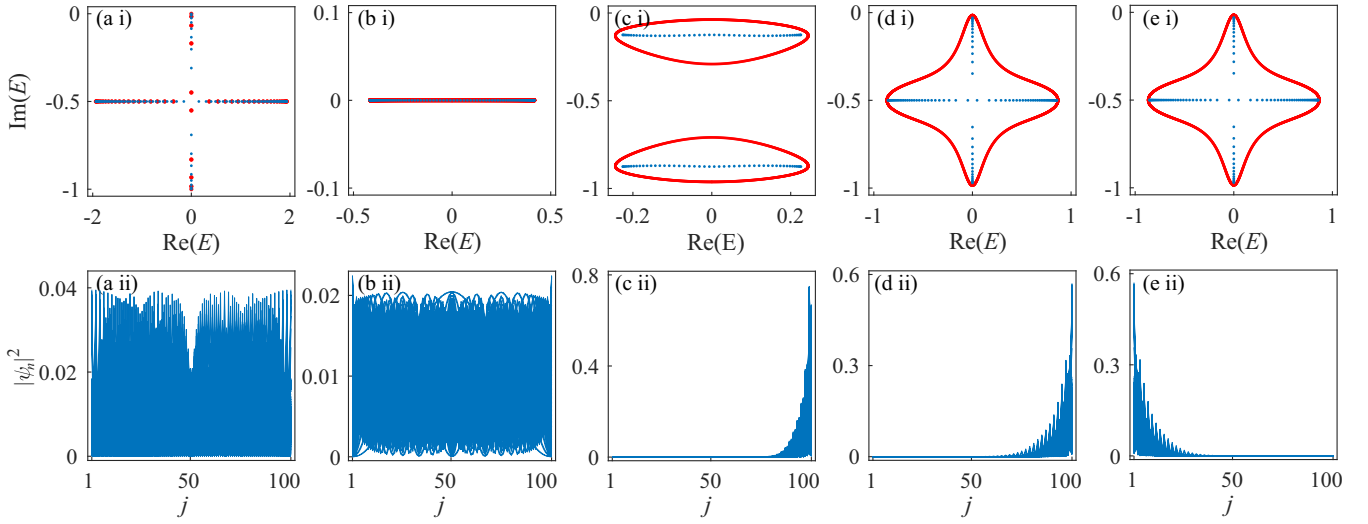 (a i) (b i) (c i) (d i) (e i)
0 0.1 0 0 0
Im(E) -0.5 0 -0.5 -0.5 -0.5
-1 -0.1 -1 -1 -1
-2 0 2 -0.5 0 0.5 -0.2 0 0.2 -1 0 1 -1 0 1
Re(E) Re(E) Re(E) Re(E) Re(E)
(a ii) (b ii) (c ii) (d ii) (e ii)
0.04 0.02 0.8 0.6 0.6
|ψn|² 0.02 0.01 0.4 0.3 0.3
0 0 0 0 0
1 50 100 1 50 100 1 50 100 1 50 100 1 50 100
j j j j j